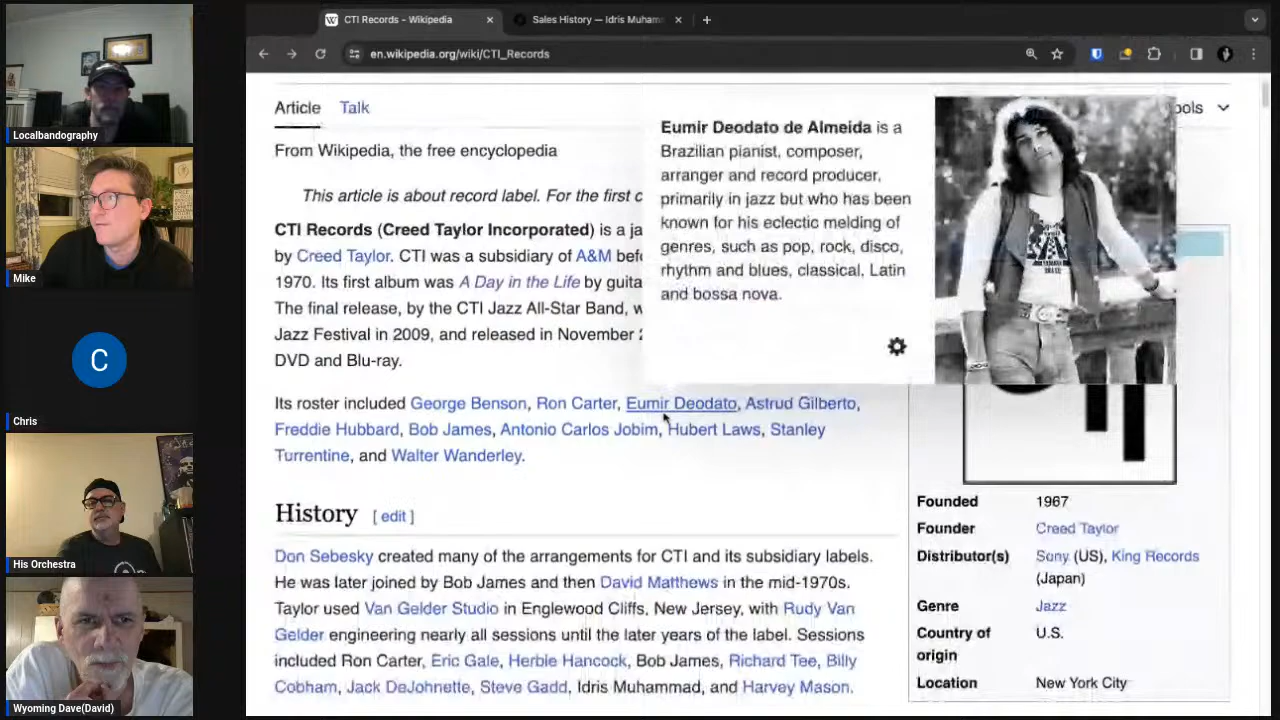 CTI Records - Wikipedia
Sales History — Idris Muham
en.wikipedia.org/wiki/CTI_Records
Localbandography
Mike
C
Chris
His Orchestra
Wyoming Dave(David)
Article Talk
ools
From Wikipedia, the free encyclopedia
This article is about record label. For the first c
CTI Records (Creed Taylor Incorporated) is a ja
by Creed Taylor. CTI was a subsidiary of A&M bef
1970. Its first album was A Day in the Life by guita
The final release, by the CTI Jazz All-Star Band, w
Jazz Festival in 2009, and released in November 2
DVD and Blu-ray.
Eumir Deodato de Almeida is a
Brazilian pianist, composer,
arranger and record producer,
primarily in jazz but who has been
known for his eclectic melding of
genres, such as pop, rock, disco,
rhythm and blues, classical, Latin
and bossa nova.
Its roster included George Benson, Ron Carter, Eumir Deodato, Astrud Gilberto,
Freddie Hubbard, Bob James, Antonio Carlos Jobim, Hubert Laws, Stanley
Turrentine, and Walter Wanderley.
History [ edit ]
Don Sebesky created many of the arrangements for CTI and its subsidiary labels.
He was later joined by Bob James and then David Matthews in the mid-1970s.
Taylor used Van Gelder Studio in Englewood Cliffs, New Jersey, with Rudy Van
Gelder engineering nearly all sessions until the later years of the label. Sessions
included Ron Carter, Eric Gale, Herbie Hancock, Bob James, Richard Tee, Billy
Cobham, Jack DeJohnette, Steve Gadd, Idris Muhammad, and Harvey Mason.
Founded 1967
Founder Creed Taylor
Distributor(s) Sony (US), King Records
(Japan)
Genre Jazz
Country of U.S.
origin
Location New York City